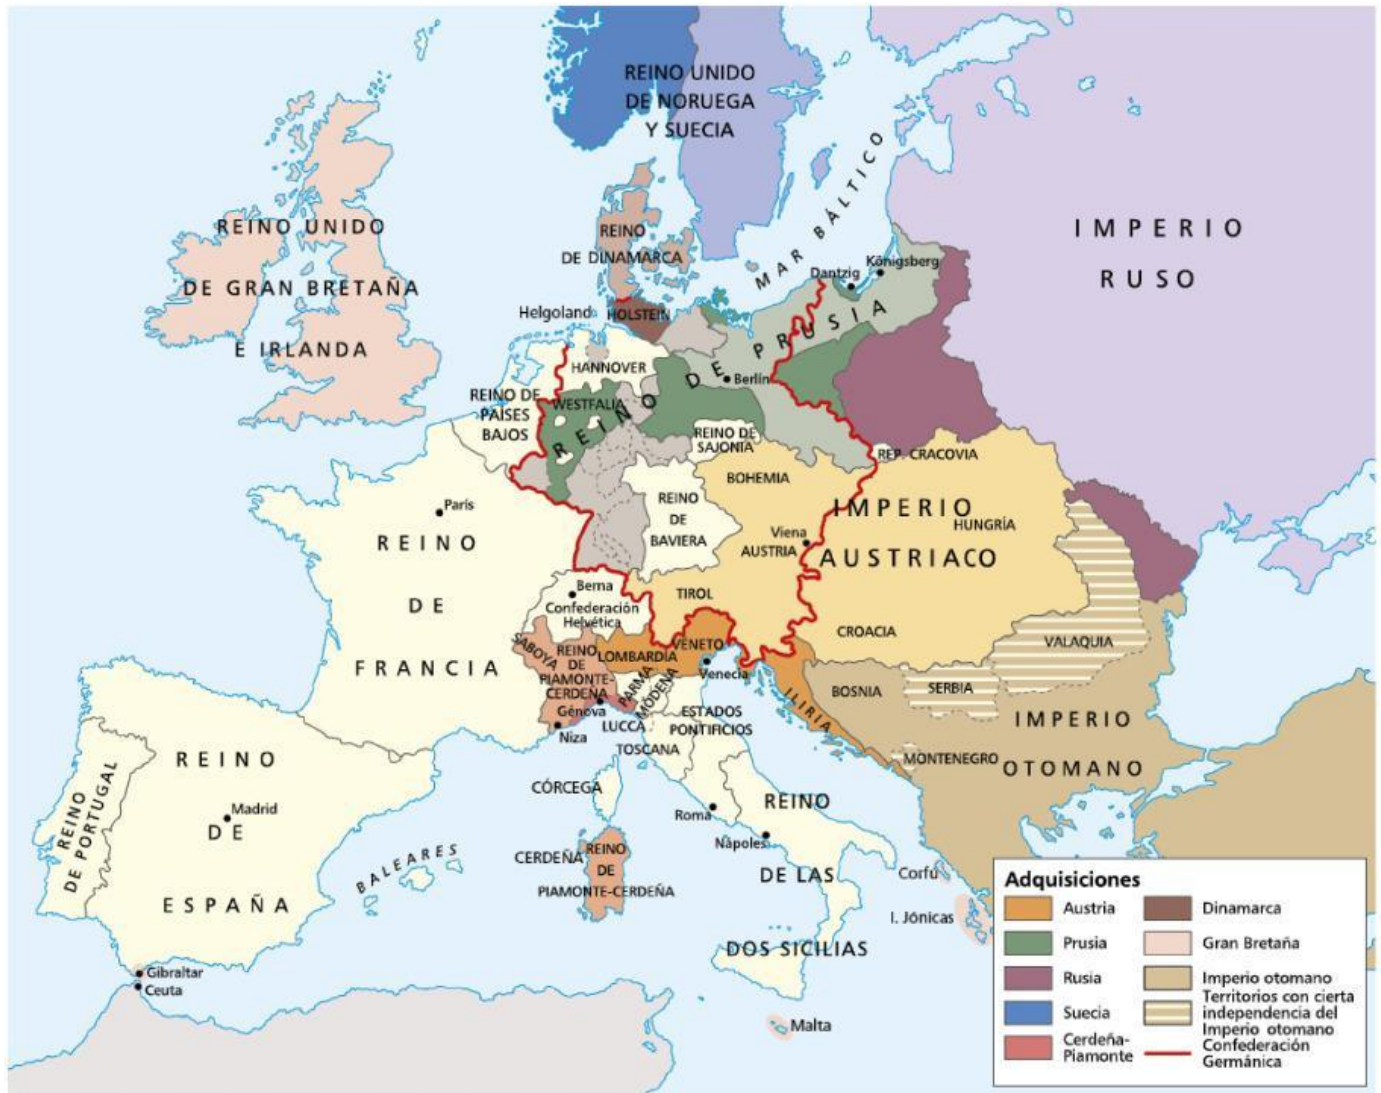 REINO UNIDO
DE NORUEGA
Y SUECIA
MAR BÁLTICO
REINO UNIDO
DE GRAN BRETAÑA
E IRLANDA
REINO
DE DINAMARCA
IMPERIO
RUSO
Königsberg
Dantzig
Helgoland
HOLSTEIN
REINO DE PRUSIA
HANNOVER
Berlín
REINO DE
PAÍSES
BAJOS
WESTFALIA
REINO DE
SAJONIA
REP. CRACOVIA
BOHEMIA
París
REINO
DE
FRANCIA
REINO
DE
BAVIERA
Viena
AUSTRIA
IMPERIO
HUNGRÍA
AUSTRIACO
Berna
Confederación
Helvética
TIROL
CROACIA
VALAQUIA
SABOYA
REINO
DE
PIAMONTE-
CERDEÑA
LOMBARDÍA
VENETO
Venecia
PARMA
MÓDENA
Génova
Niza
LUCCA
TOSCANA
ESTADOS
PONTIFICIOS
ILIRIA
BOSNIA
SERBIA
MONTENEGRO
IMPERIO
OTOMANO
CÓRCEGA
Roma
Nápoles
REINO
DE LAS
DOS SICILIAS
CERDEÑA
REINO
DE
PIAMONTE-CERDEÑA
REINO
DE PORTUGAL
REINO
Madrid
DE
ESPAÑA
BALEARES
Gibraltar
Ceuta
Malta
Corfú
I. Jónicas
Adquisiciones
Austria
Prusia
Rusia
Suecia
Cerdeña-
Piamonte
Dinamarca
Gran Bretaña
Imperio otomano
Territorios con cierta
independencia del
Imperio otomano
Confederación
Germánica